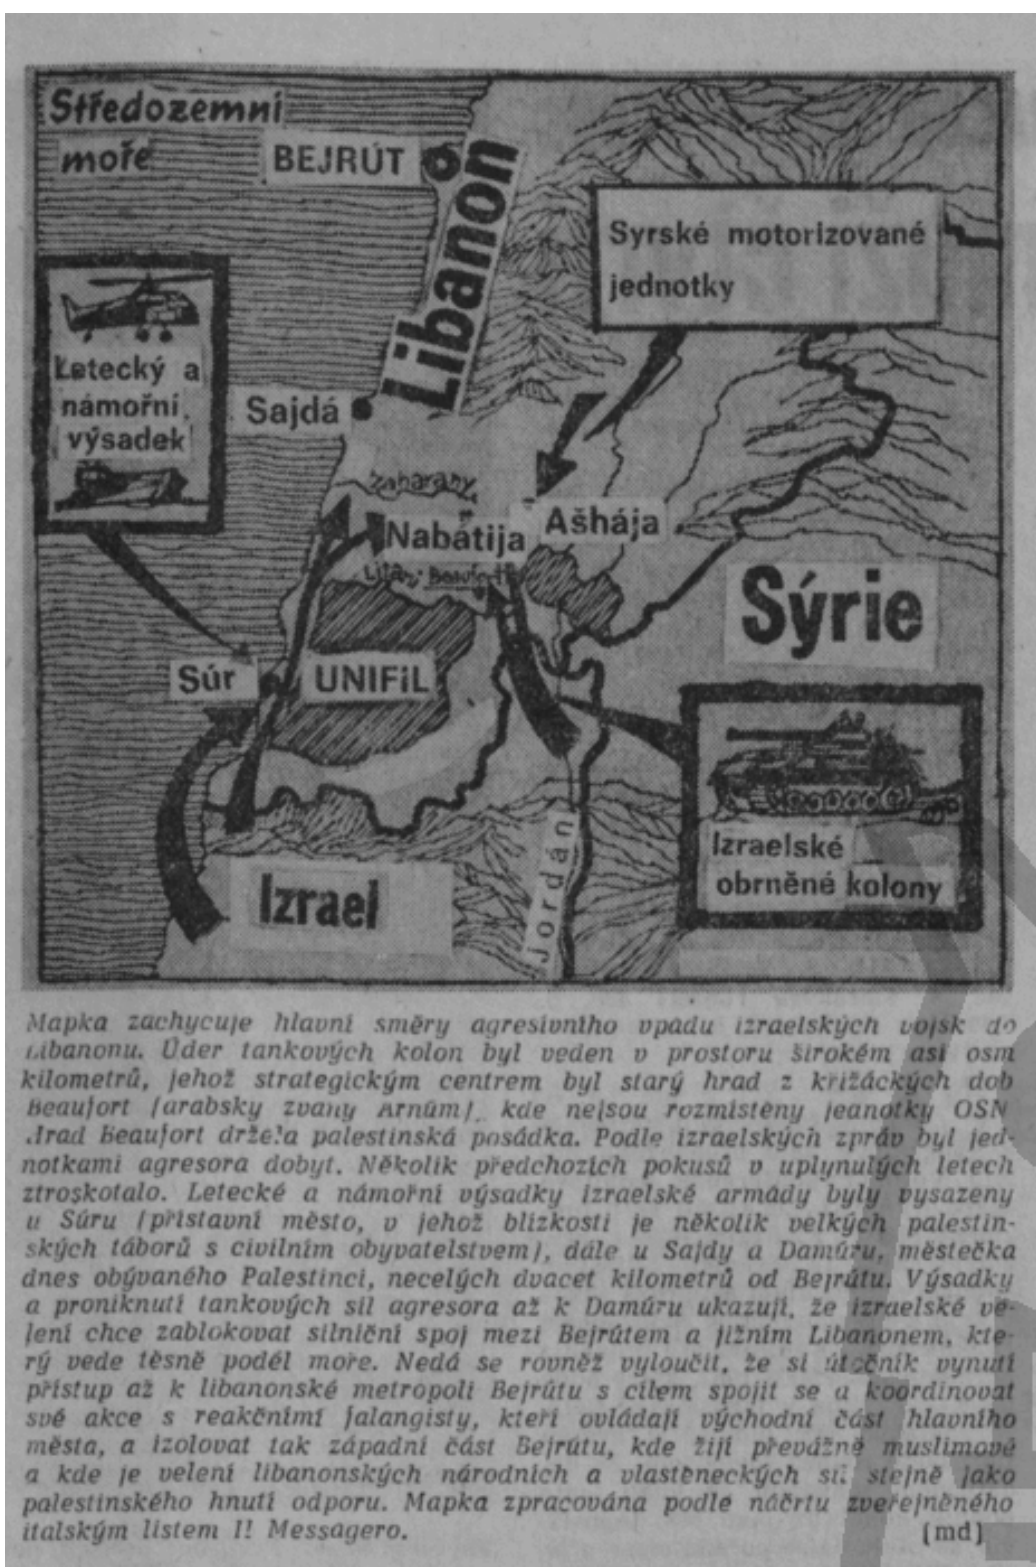 Středozemní
moře
BEJRÚT
Libanon
Syrské motorizované
jednotky
Letecký a
námořní
výsadek
Sajdá
Zaharany
Nabátija
Ašhája
Litáni Beaufort
Sýrie
Súr
UNIFiL
Izraelské
obrněné kolony
Izrael
Jordán
Mapka zachycuje hlavní směry agresívního vpádu izraelských vojsk do
Libanonu. Úder tankových kolon byl veden v prostoru širokém asi osm
kilometrů, jehož strategickým centrem byl starý hrad z křižáckých dob
Beaufort /arabsky zvaný Arnúm/, kde nejsou rozmístěny jednotky OSN
Hrad Beaufort držela palestinská posádka. Podle izraelských zpráv byl jed-
notkami agresora dobyt. Několik předchozích pokusů v uplynulých letech
ztroskotalo. Letecké a námořní výsadky izraelské armády byly vysazeny
u Súru /přístavní město, v jehož blízkosti je několik velkých palestin-
ských táborů s civilním obyvatelstvem/, dále u Sajdy a Damúru, městečka
dnes obývaného Palestinci, necelých dvacet kilometrů od Bejrútu. Výsadky
a proniknutí tankových sil agresora až k Damúru ukazují, že izraelské ve-
lení chce zablokovat silniční spoj mezi Bejrútem a jižním Libanonem, kte-
rý vede těsně podél moře. Nedá se rovněž vyloučit, že si útočník vynutí
přístup až k libanonské metropoli Bejrútu s cílem spojit se a koordinovat
své akce s reakčními falangisty, kteří ovládají východní část hlavního
města, a izolovat tak západní část Bejrútu, kde žijí převážně muslimové
a kde je velení libanonských národních a vlasteneckých sil stejně jako
palestinského hnutí odporu. Mapka zpracována podle náčrtu zveřejněného
italským listem Il Messagero.
[md]